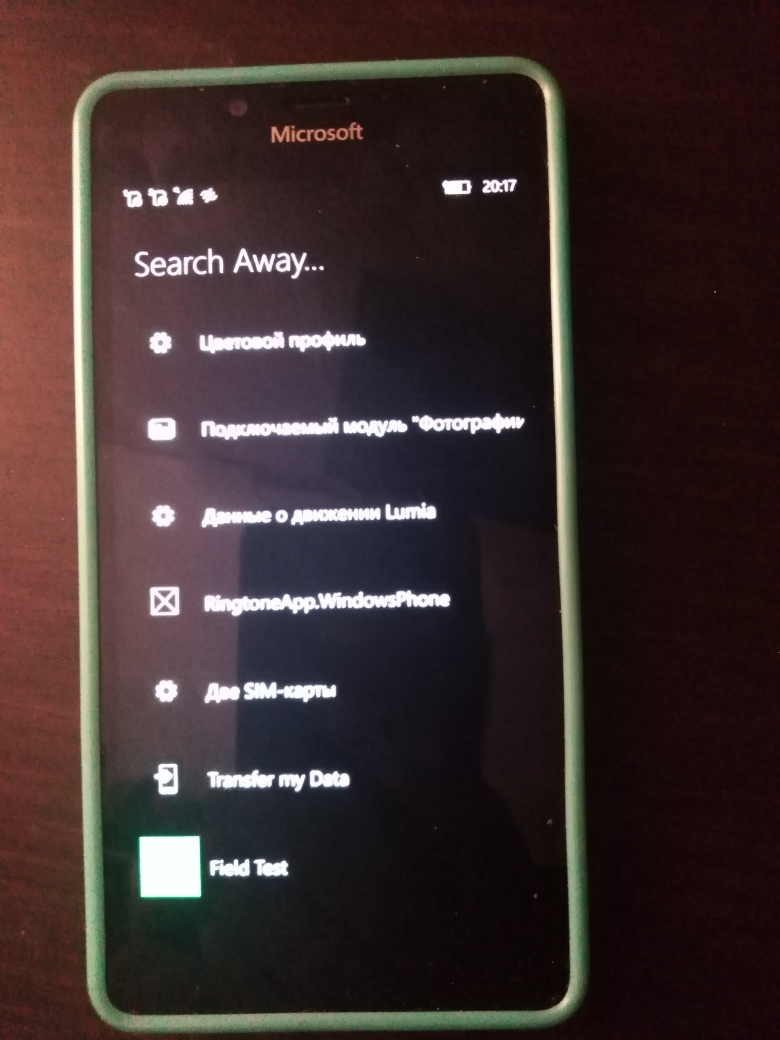 Microsoft
20:17
Search Away...
Цветовой профиль
Подключаемый модуль "Фотографии
Данные о движении Lumia
RingtoneApp.WindowsPhone
Две SIM-карты
Transfer my Data
Field Test